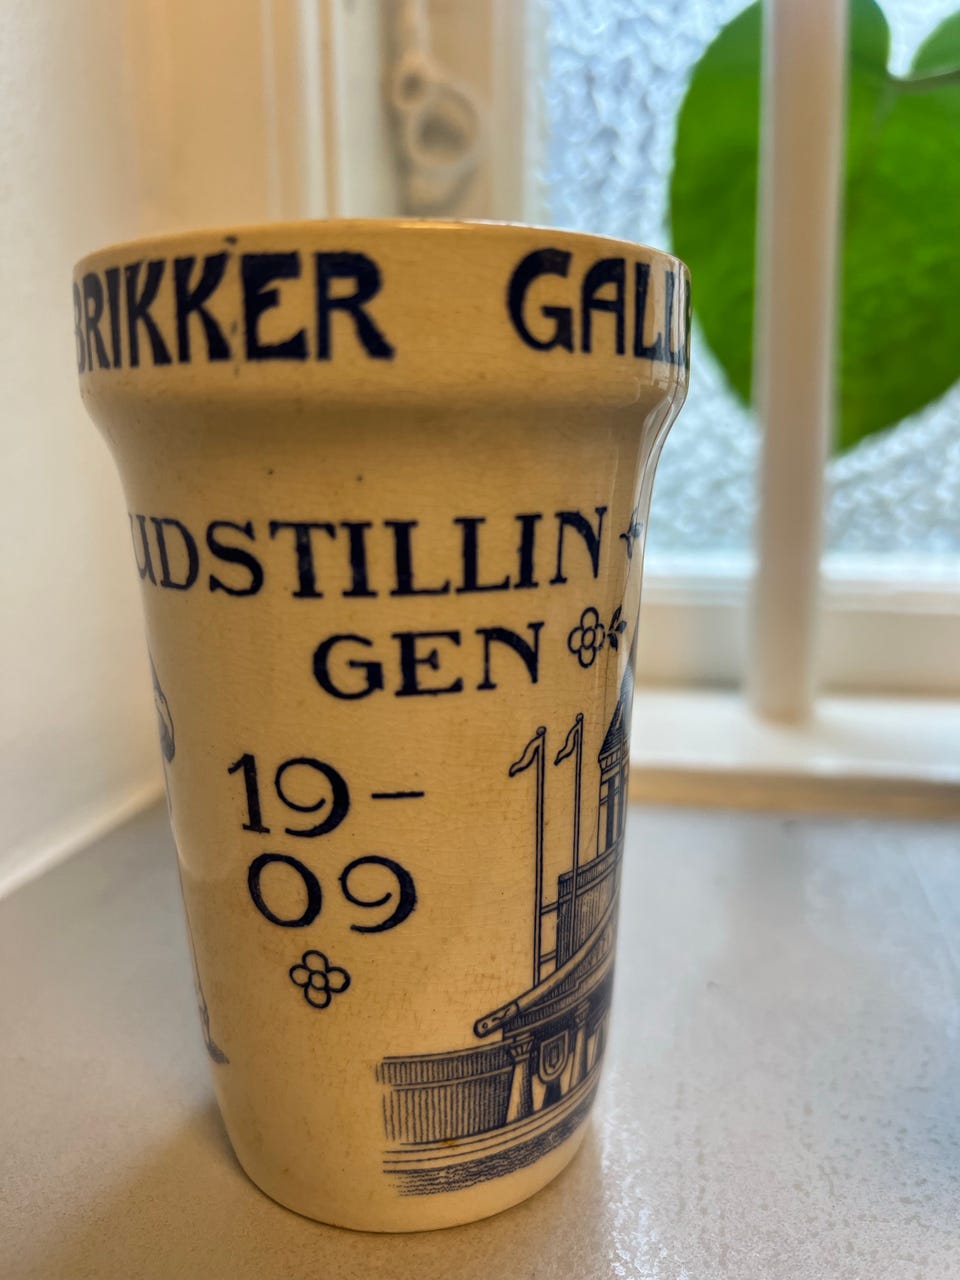 BRIKKER GALL
UDSTILLIN
GEN
19-
09